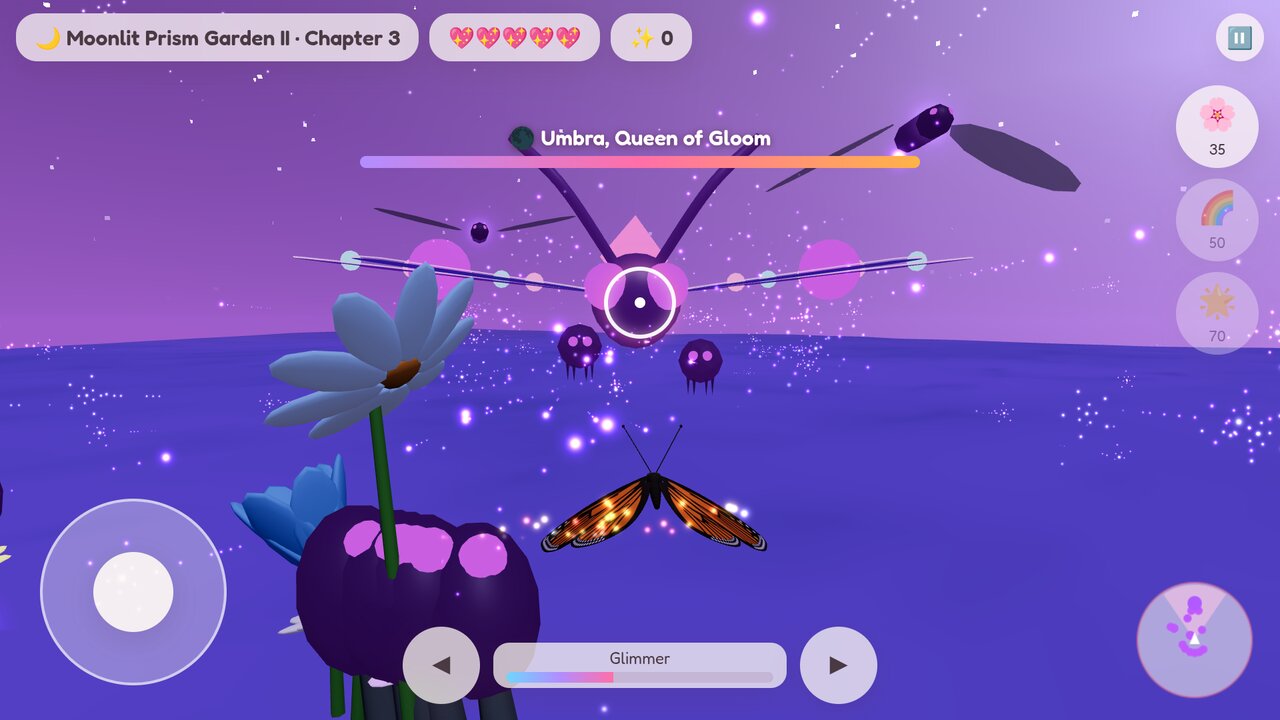 🌙 Moonlit Prism Garden II · Chapter 3
✨ 0
Umbra, Queen of Gloom
35
50
70
Glimmer